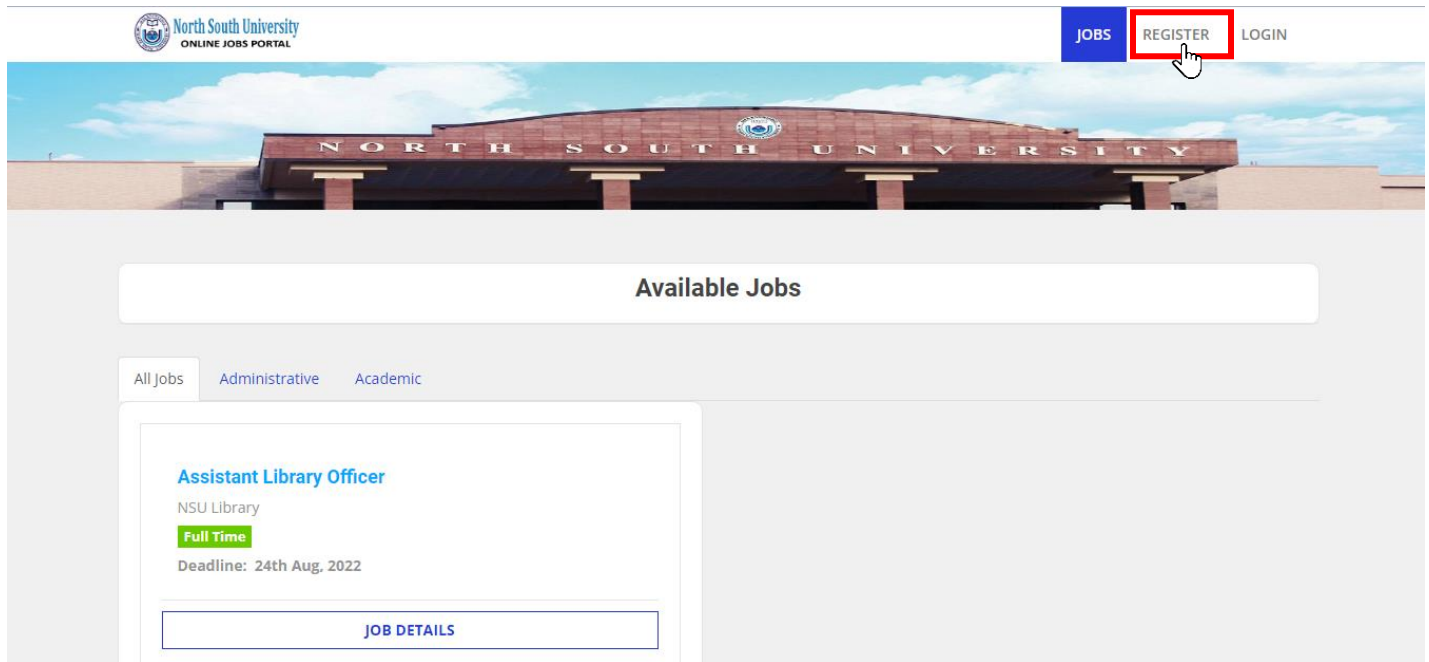 North South University
ONLINE JOBS PORTAL
JOBS REGISTER LOGIN
NORTH SOUTH UNIVERSITY
Available Jobs
All Jobs Administrative Academic
Assistant Library Officer
NSU Library
Full Time
Deadline: 24th Aug, 2022
JOB DETAILS